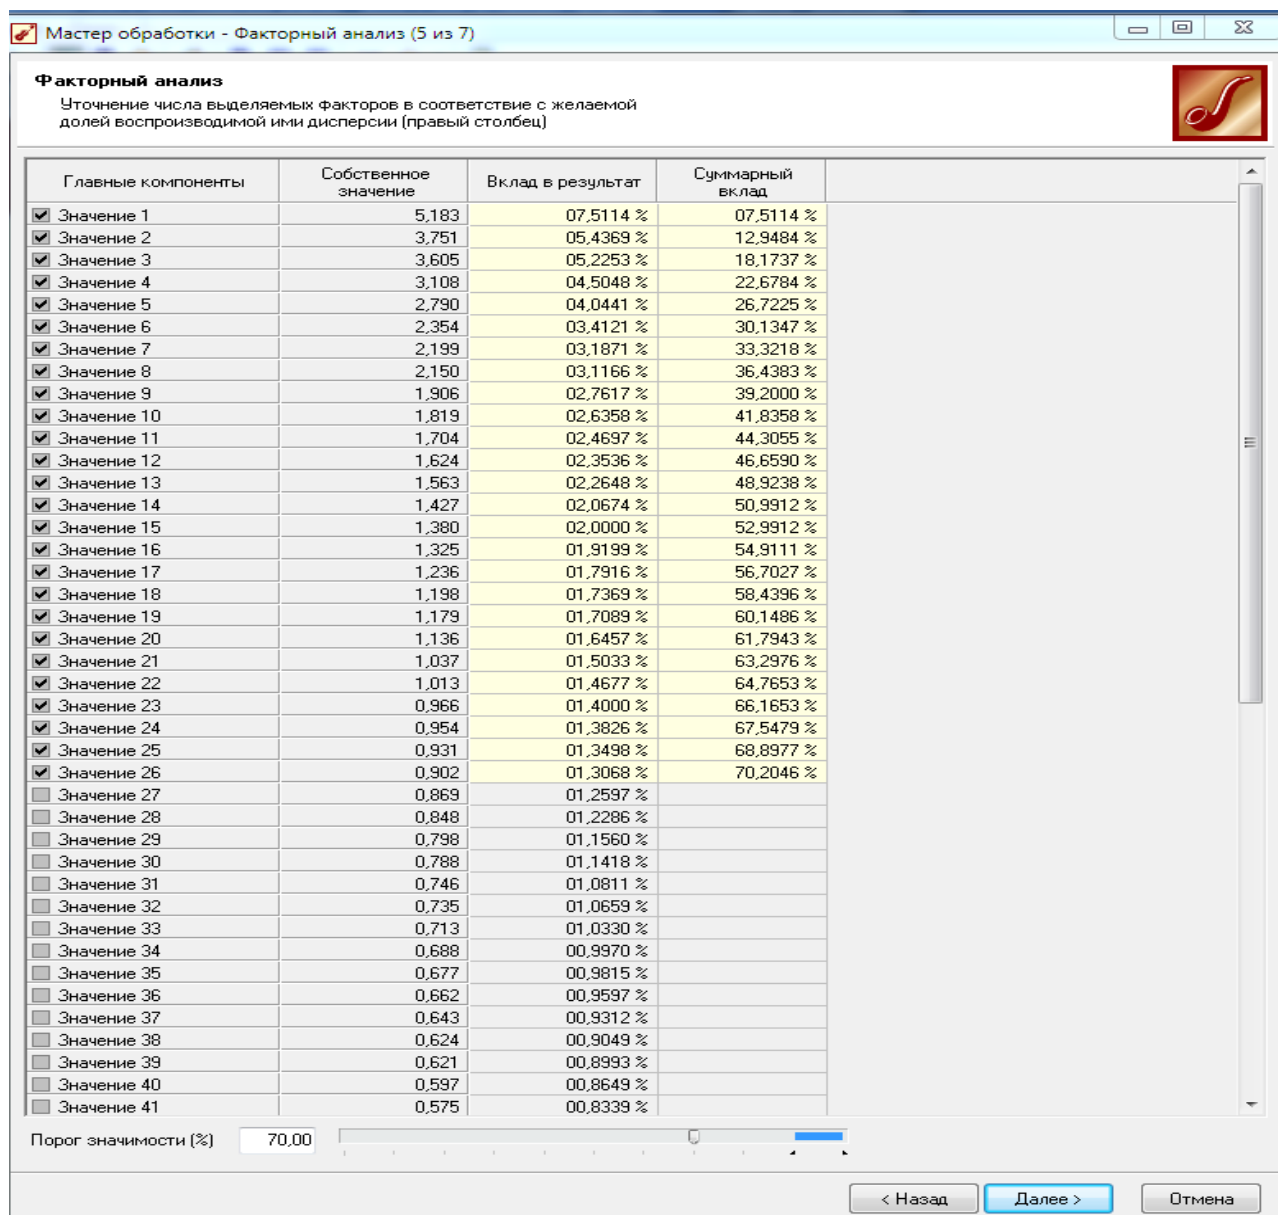 Мастер обработки - Факторный анализ (5 из 7)
Факторный анализ
Уточнение числа выделяемых факторов в соответствие с желаемой
долей воспроизводимой ими дисперсии (правый столбец)
Главные компоненты Собственное значение Вклад в результат Суммарный вклад
Значение 1 5,183 07,5114 % 07,5114 %
Значение 2 3,751 05,4369 % 12,9484 %
Значение 3 3,605 05,2253 % 18,1737 %
Значение 4 3,108 04,5048 % 22,6784 %
Значение 5 2,790 04,0441 % 26,7225 %
Значение 6 2,354 03,4121 % 30,1347 %
Значение 7 2,199 03,1871 % 33,3218 %
Значение 8 2,150 03,1166 % 36,4383 %
Значение 9 1,906 02,7617 % 39,2000 %
Значение 10 1,819 02,6358 % 41,8358 %
Значение 11 1,704 02,4697 % 44,3055 %
Значение 12 1,624 02,3536 % 46,6590 %
Значение 13 1,563 02,2648 % 48,9238 %
Значение 14 1,427 02,0674 % 50,9912 %
Значение 15 1,380 02,0000 % 52,9912 %
Значение 16 1,325 01,9199 % 54,9111 %
Значение 17 1,236 01,7916 % 56,7027 %
Значение 18 1,198 01,7369 % 58,4396 %
Значение 19 1,179 01,7089 % 60,1486 %
Значение 20 1,136 01,6457 % 61,7943 %
Значение 21 1,037 01,5033 % 63,2976 %
Значение 22 1,013 01,4677 % 64,7653 %
Значение 23 0,966 01,4000 % 66,1653 %
Значение 24 0,954 01,3826 % 67,5479 %
Значение 25 0,931 01,3498 % 68,8977 %
Значение 26 0,902 01,3068 % 70,2046 %
Значение 27 0,869 01,2597 %
Значение 28 0,848 01,2286 %
Значение 29 0,798 01,1560 %
Значение 30 0,788 01,1418 %
Значение 31 0,746 01,0811 %
Значение 32 0,735 01,0659 %
Значение 33 0,713 01,0330 %
Значение 34 0,688 00,9970 %
Значение 35 0,677 00,9815 %
Значение 36 0,662 00,9597 %
Значение 37 0,643 00,9312 %
Значение 38 0,624 00,9049 %
Значение 39 0,621 00,8993 %
Значение 40 0,597 00,8649 %
Значение 41 0,575 00,8339 %
Порог значимости (%) 70,00
< Назад Далее > Отмена